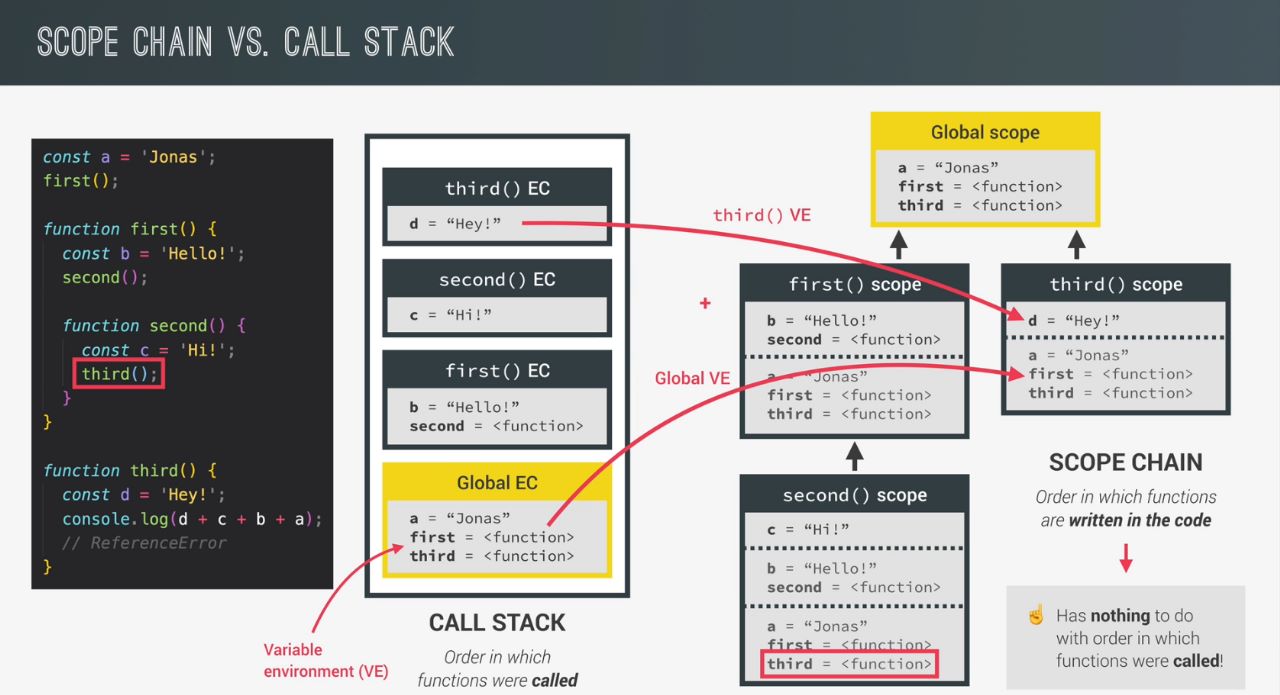 SCOPE CHAIN VS. CALL STACK
const a = 'Jonas';
first();
function first() {
const b = 'Hello!';
second();
function second() {
const c = 'Hi!';
third();
}
}
function third() {
const d = 'Hey!';
console.log(d + c + b + a);
// ReferenceError
}
third() EC
d = “Hey!”
second() EC
c = “Hi!”
first() EC
b = “Hello!”
second = <function>
Global EC
a = “Jonas”
first = <function>
third = <function>
CALL STACK
Order in which
functions were called
Variable
environment (VE)
third() VE
+
Global VE
Global scope
a = “Jonas”
first = <function>
third = <function>
first() scope
b = “Hello!”
second = <function>
a = “Jonas”
first = <function>
third = <function>
second() scope
c = “Hi!”
b = “Hello!”
second = <function>
a = “Jonas”
first = <function>
third = <function>
third() scope
d = “Hey!”
a = “Jonas”
first = <function>
third = <function>
SCOPE CHAIN
Order in which functions
are written in the code
☝️ Has nothing to do
with order in which
functions were called!